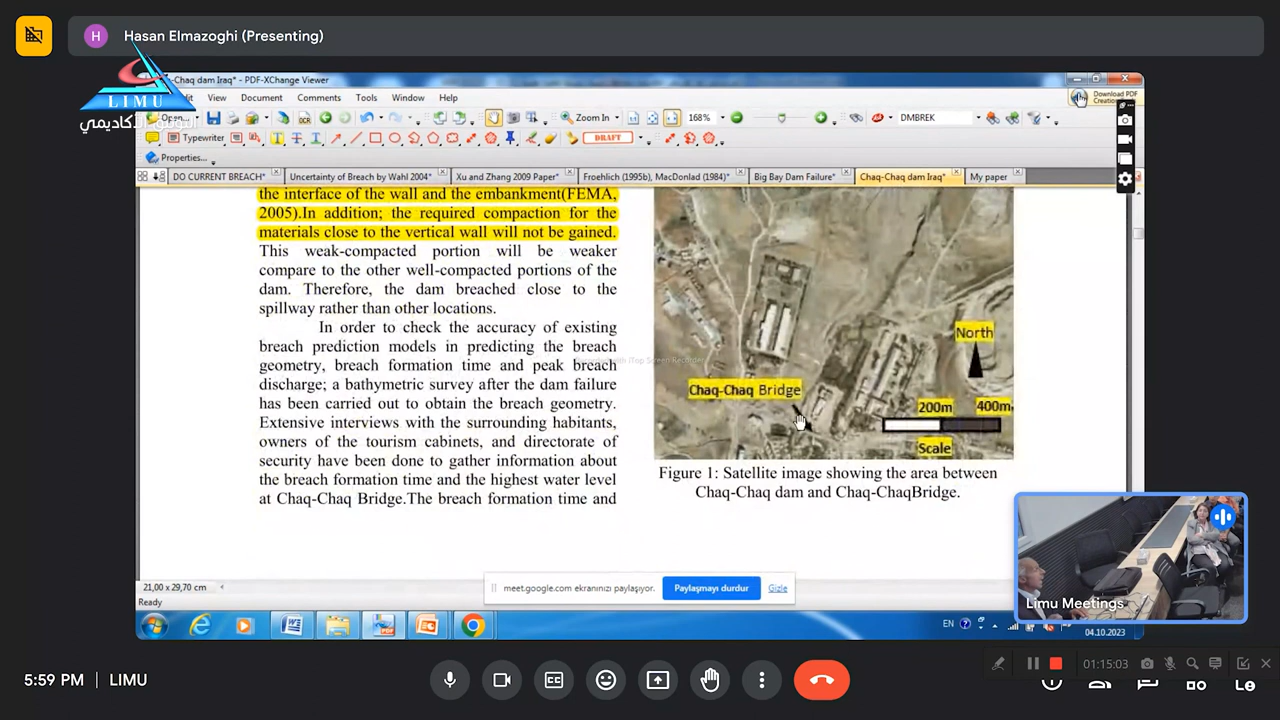 Hasan Elmazoghi (Presenting)
-Chaq dam Iraq* - PDF-XChange Viewer
LIMU
View Document Comments Tools Window Help
Download PDF
Open...
Zoom In
168%
DMBREK
Typewriter
DRAFT
Properties...
DO CURRENT BREACH*
Uncertainty of Breach by Wahl 2004*
Xu and Zhang 2009 Paper*
Froehlich (1995b), MacDonlad (1984)*
Big Bay Dam Failure*
Chaq-Chaq dam Iraq*
My paper
the interface of the wall and the embankment(FEMA,
2005).In addition; the required compaction for the
materials close to the vertical wall will not be gained.
This weak-compacted portion will be weaker
compare to the other well-compacted portions of the
dam. Therefore, the dam breached close to the
spillway rather than other locations.
In order to check the accuracy of existing
breach prediction models in predicting the breach
geometry, breach formation time and peak breach
discharge; a bathymetric survey after the dam failure
has been carried out to obtain the breach geometry.
Extensive interviews with the surrounding habitants,
owners of the tourism cabinets, and directorate of
security have been done to gather information about
the breach formation time and the highest water level
at Chaq-Chaq Bridge.The breach formation time and
North
Chaq-Chaq Bridge
200m 400m
Scale
Figure 1: Satellite image showing the area between
Chaq-Chaq dam and Chaq-ChaqBridge.
Recorded with iTop Screen Recorder
21,00 x 29,70 cm
Ready
meet.google.com ekranınızı paylaşıyor.
Paylaşmayı durdur
Gizle
Limu Meetings
EN
04.10.2023
5:59 PM | LIMU
01:15:03